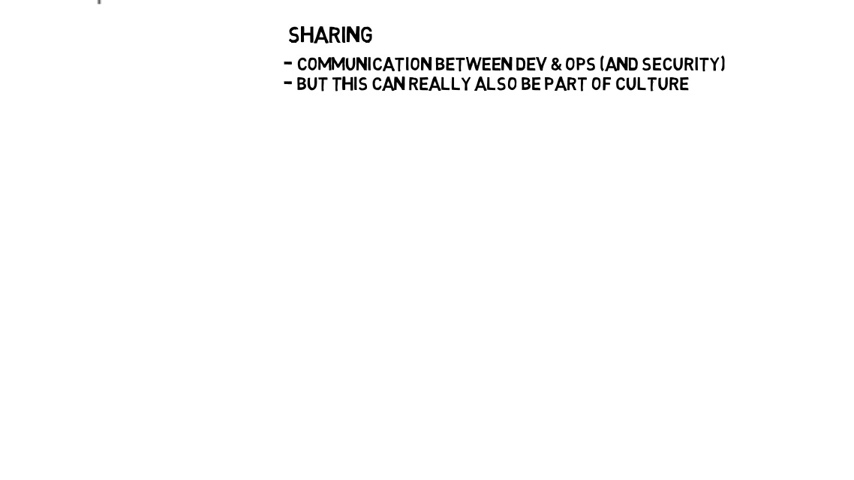 SHARING
- COMMUNICATION BETWEEN DEV & OPS (AND SECURITY)
- BUT THIS CAN REALLY ALSO BE PART OF CULTURE